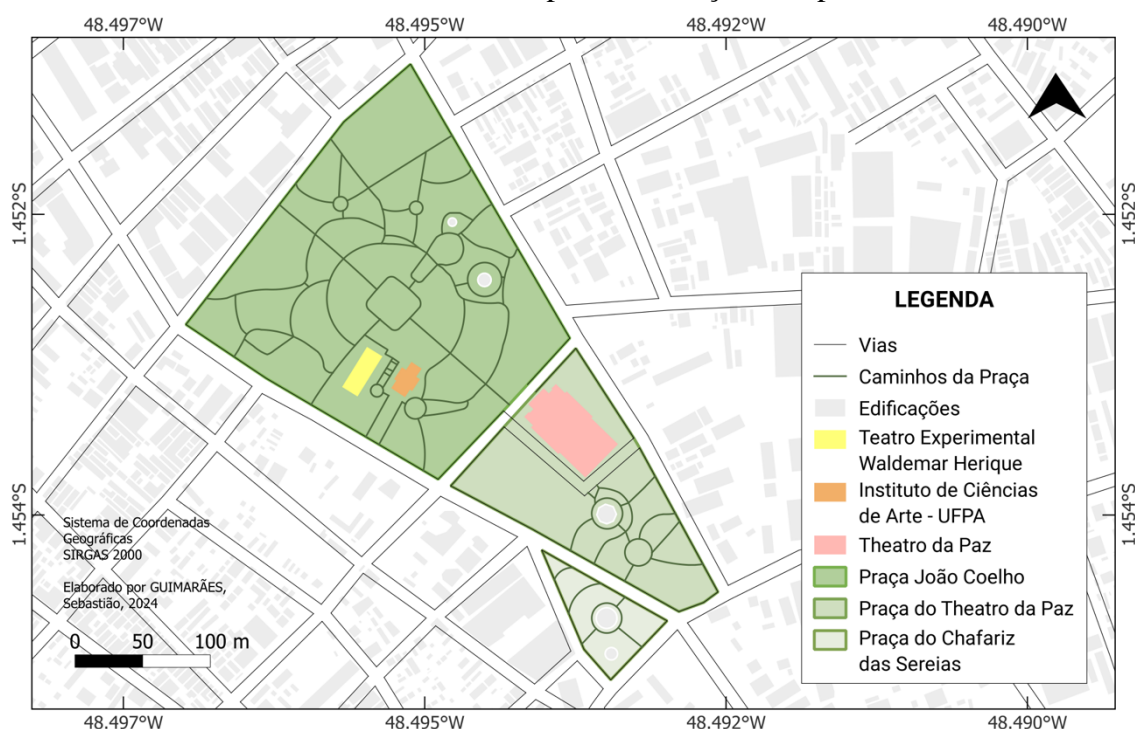 48.497°W 48.495°W 48.492°W 48.490°W
1.452°S 1.452°S
LEGENDA
Vias
Caminhos da Praça
Edificações
Teatro Experimental
Waldemar Herique
Instituto de Ciências
de Arte - UFPA
Theatro da Paz
Praça João Coelho
Praça do Theatro da Paz
Praça do Chafariz
das Sereias
1.454°S 1.454°S
Sistema de Coordenadas
Geográficas
SIRGAS 2000
Elaborado por GUIMARÃES,
Sebastião, 2024
0 50 100 m
48.497°W 48.495°W 48.492°W 48.490°W